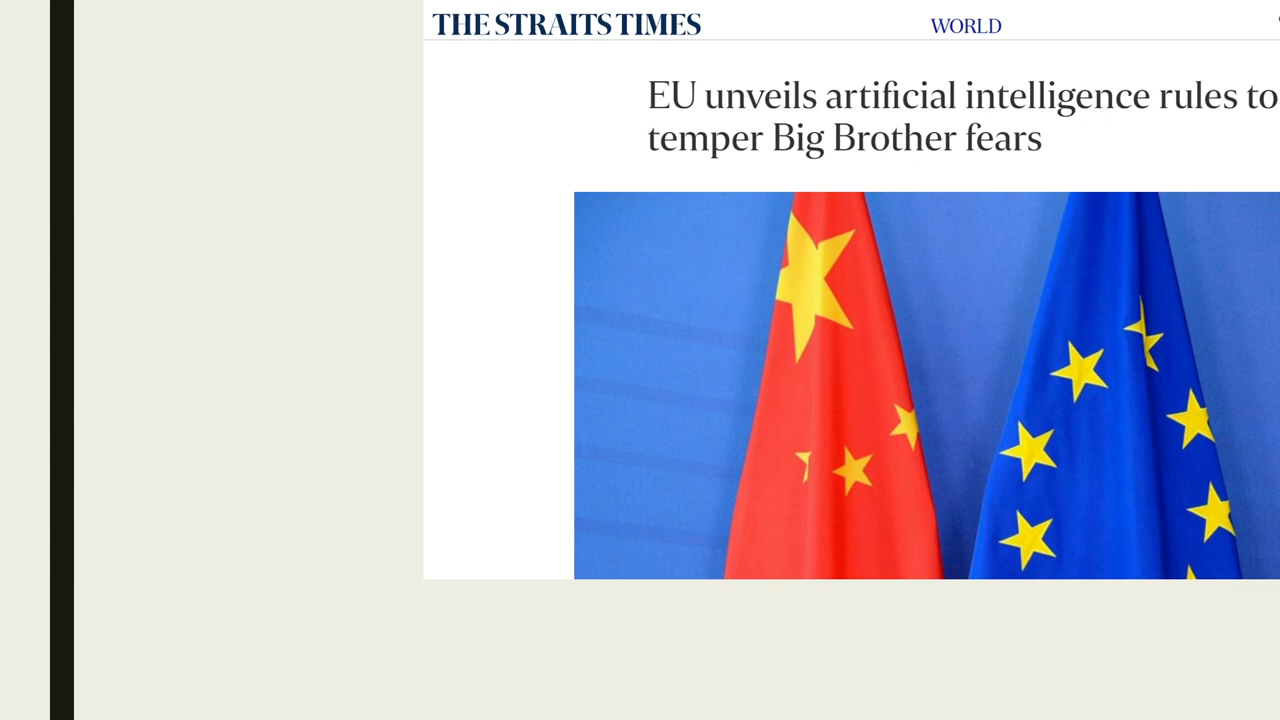 THE STRAITS TIMES
WORLD
EU unveils artificial intelligence rules to
temper Big Brother fears